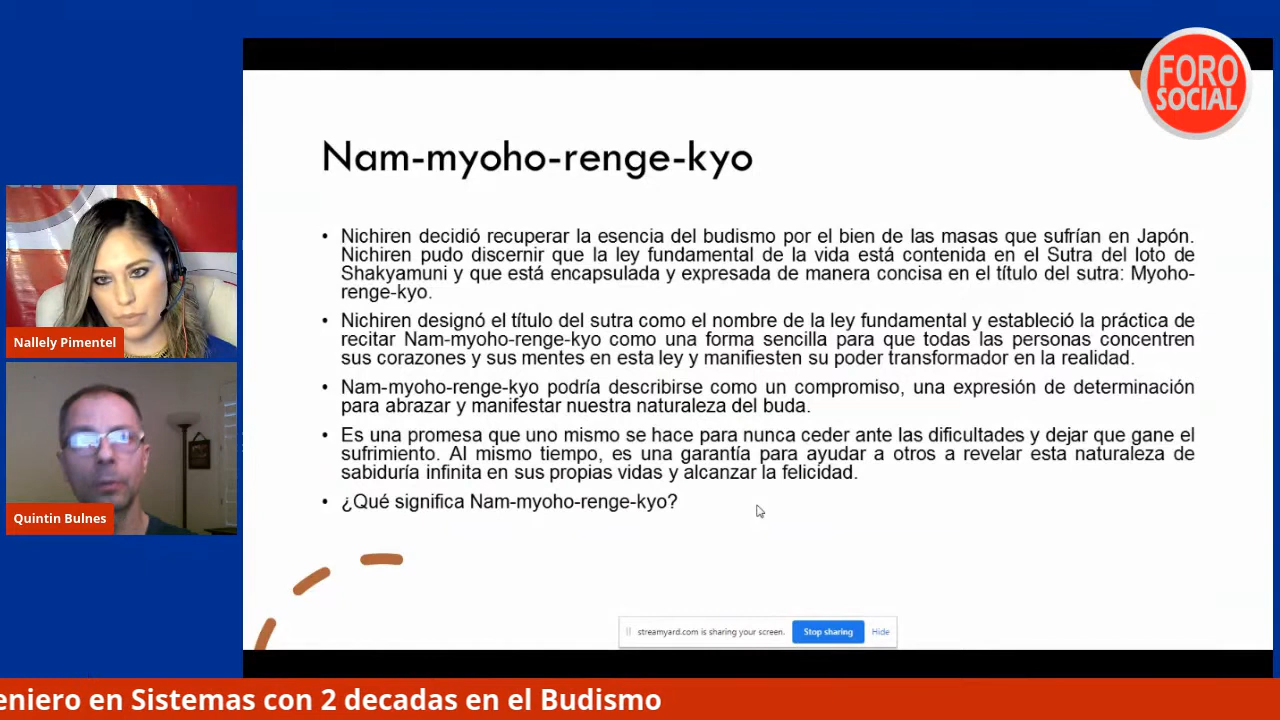 FORO
SOCIAL
Nam-myoho-renge-kyo
• Nichiren decidió recuperar la esencia del budismo por el bien de las masas que sufrían en Japón.
Nichiren pudo discernir que la ley fundamental de la vida está contenida en el Sutra del loto de
Shakyamuni y que está encapsulada y expresada de manera concisa en el título del sutra: Myoho-
renge-kyo.
• Nichiren designó el título del sutra como el nombre de la ley fundamental y estableció la práctica de
recitar Nam-myoho-renge-kyo como una forma sencilla para que todas las personas concentren
sus corazones y sus mentes en esta ley y manifiesten su poder transformador en la realidad.
• Nam-myoho-renge-kyo podría describirse como un compromiso, una expresión de determinación
para abrazar y manifestar nuestra naturaleza del buda.
• Es una promesa que uno mismo se hace para nunca ceder ante las dificultades y dejar que gane el
sufrimiento. Al mismo tiempo, es una garantía para ayudar a otros a revelar esta naturaleza de
sabiduría infinita en sus propias vidas y alcanzar la felicidad.
• ¿Qué significa Nam-myoho-renge-kyo?
Nallely Pimentel
Quintin Bulnes
streamyard.com is sharing your screen.
Stop sharing
Hide
eniero en Sistemas con 2 decadas en el Budismo